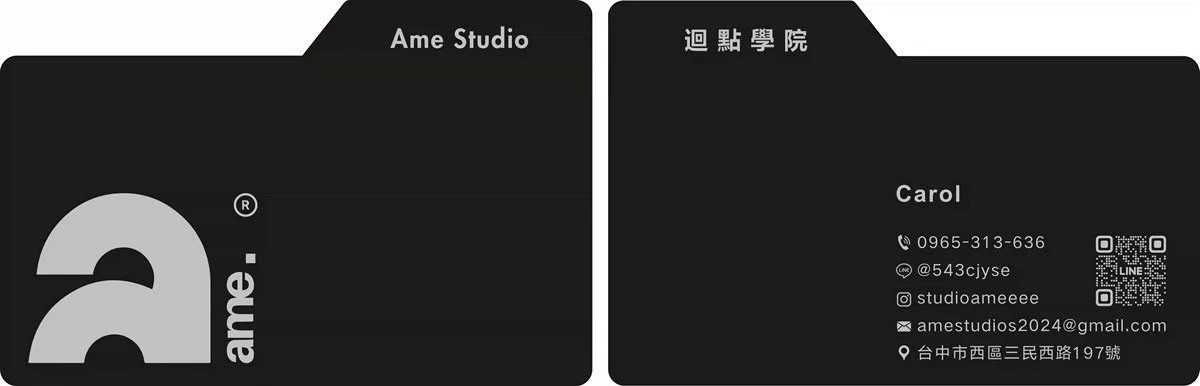 Ame Studio
a
ame.
®
迴點學院
Carol
0965-313-636
LINE
@543cjyse
LINE
studioameeee
amestudios2024@gmail.com
台中市西區三民西路197號